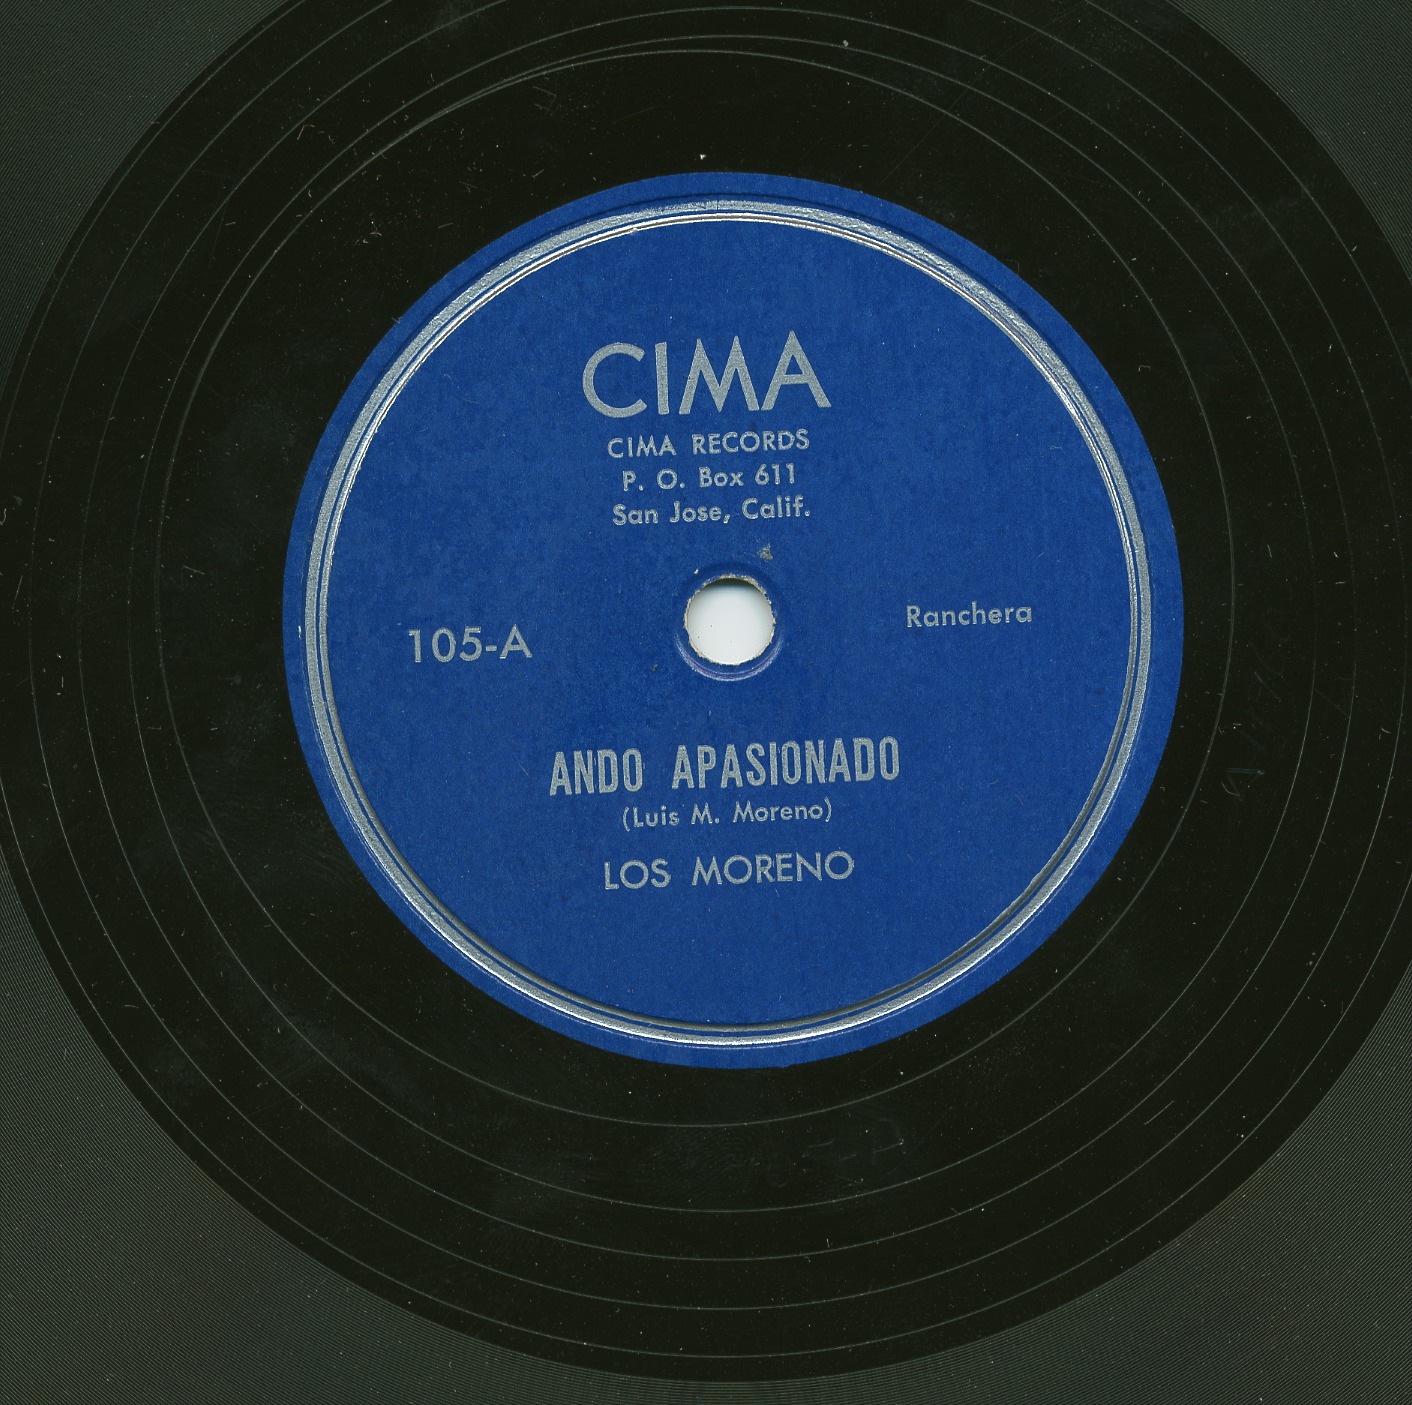 CIMA
CIMA RECORDS
P. O. Box 611
San Jose, Calif.
105-A
Ranchera
ANDO APASIONADO
(Luis M. Moreno)
LOS MORENO